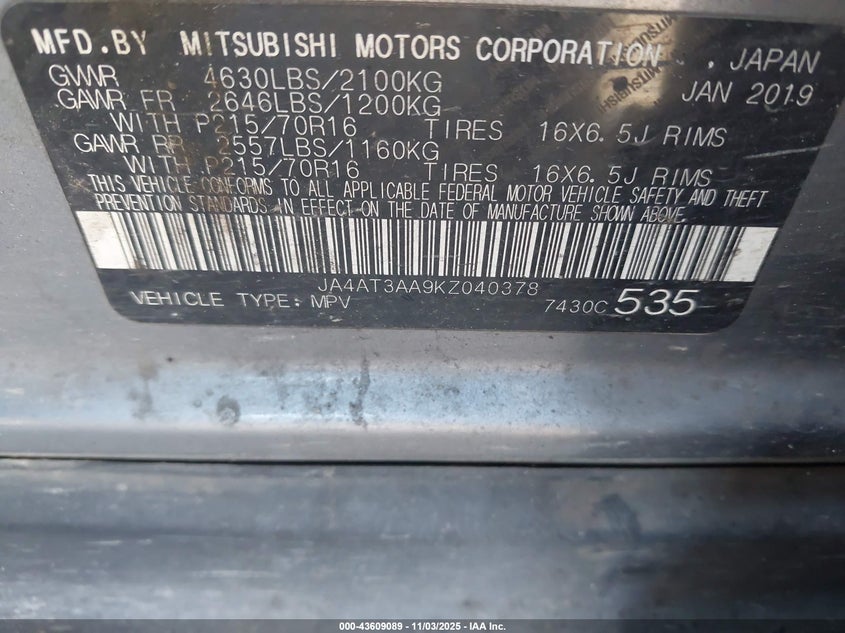 MFD. BY MITSUBISHI MOTORS CORPORATION , JAPAN
GVWR 4630LBS/2100KG JAN 2019
GAWR FR 2646LBS/1200KG
WITH P215/70R16 TIRES 16X6.5J RIMS
GAWR RR 2557LBS/1160KG
WITH P215/70R16 TIRES 16X6.5J RIMS
THIS VEHICLE CONFORMS TO ALL APPLICABLE FEDERAL MOTOR VEHICLE SAFETY AND THEFT
PREVENTION STANDARDS IN EFFECT ON THE DATE OF MANUFACTURE SHOWN ABOVE.
JA4AT3AA9KZ040378
VEHICLE TYPE: MPV 7430C 535
000-43609089 - 11/03/2025 - IAA Inc.